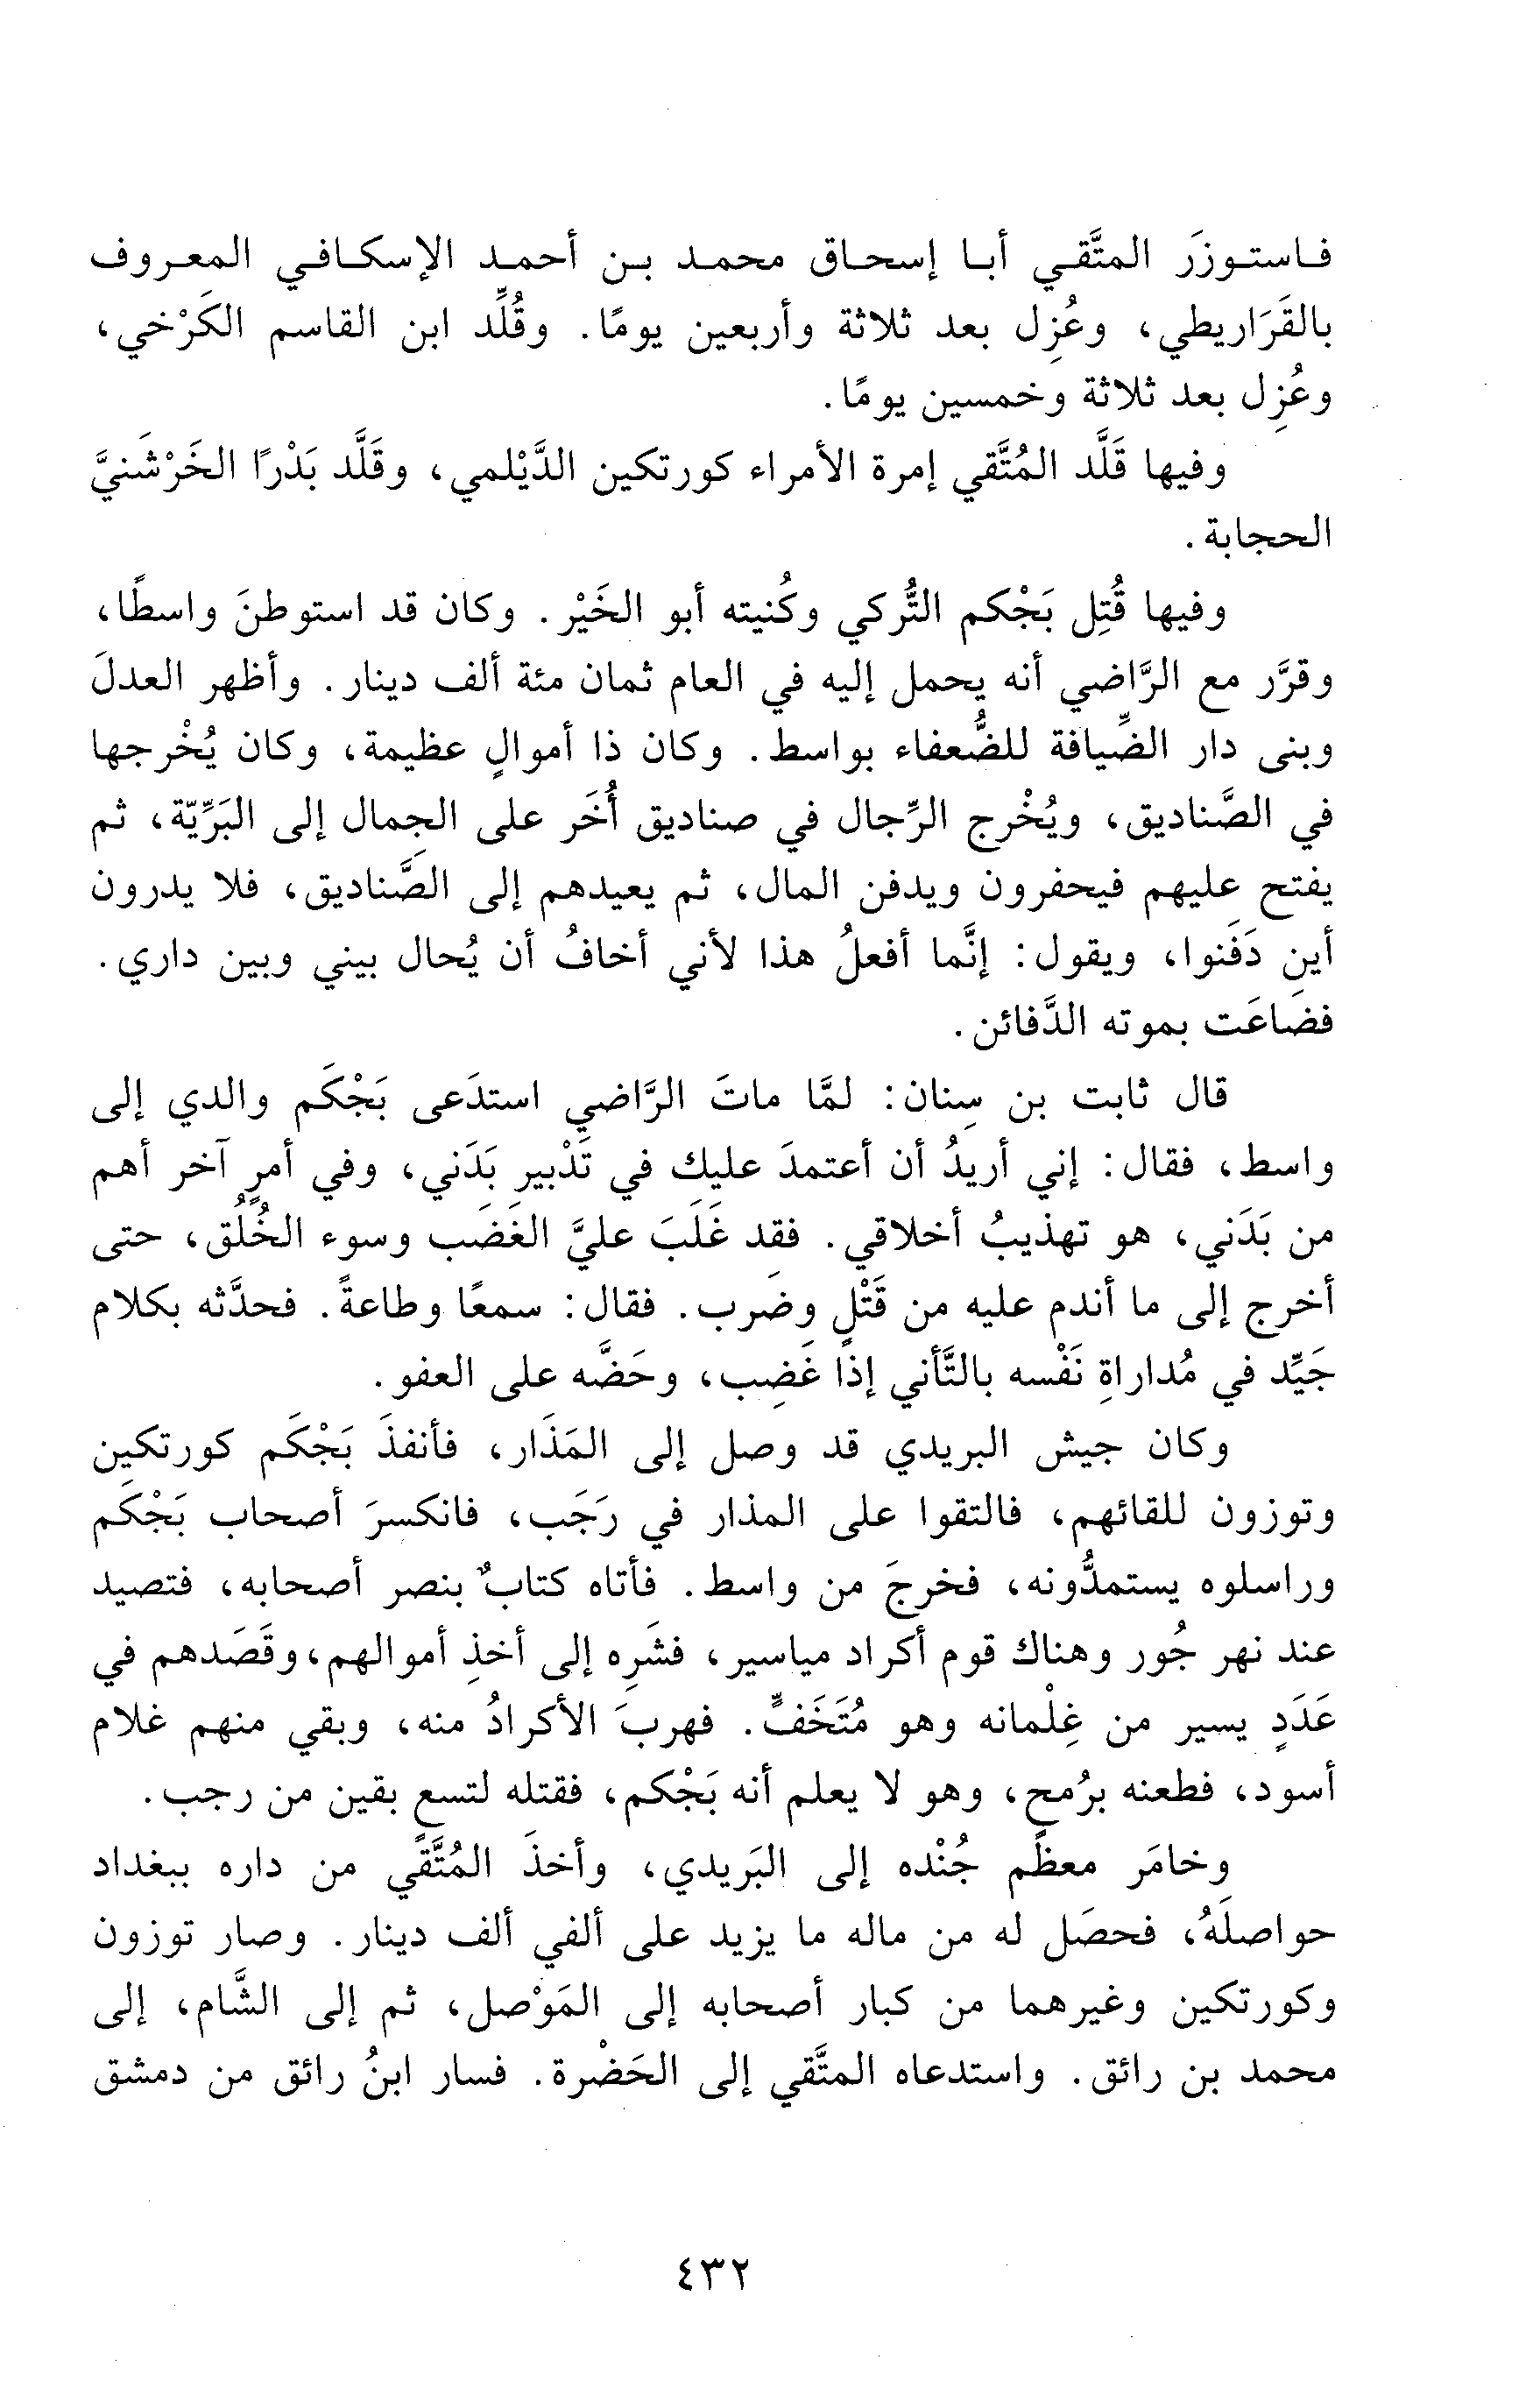 فاستوزَر المتَّقي أبا إسحاق محمد بن أحمد الإسكافي المعروف
بالقَرَاريطي، وعُزِل بعد ثلاثة وأربعين يومًا. وقُلِّد ابن القاسم الكَرْخي،
وعُزِل بعد ثلاثة وخمسين يومًا.
وفيها قَلَّد المُتَّقي إمرة الأمراء كورتكين الدَّيْلمي، وقَلَّد بَدْرًا الخَرْشَنيَّ
الحجابة.
وفيها قُتِل بَجْكم التُّركي وكُنيته أبو الخَيْر. وكان قد استوطنَ واسطًا،
وقرَّر مع الرَّاضي أنه يحمل إليه في العام ثمان مئة ألف دينار. وأظهر العدلَ
وبنى دار الضِّيافة للضُّعفاء بواسط. وكان ذا أموالٍ عظيمة، وكان يُخْرجها
في الصَّناديق، ويُخْرج الرِّجال في صناديق أُخَر على الجِمال إلى البَرِّيّة، ثم
يفتح عليهم فيحفرون ويدفن المال، ثم يعيدهم إلى الصَّناديق، فلا يدرون
أين دَفَنوا، ويقول: إنَّما أفعلُ هذا لأني أخافُ أن يُحال بيني وبين داري.
فضَاعَت بموته الدَّفائن.
قال ثابت بن سِنان: لمَّا ماتَ الرَّاضي استدَعى بَجْكَم والدي إلى
واسط، فقال: إني أريدُ أن أعتمدَ عليك في تَدْبيرِ بَدَني، وفي أمرٍ آخر أهم
من بَدَني، هو تهذيبُ أخلاقي. فقد غَلَبَ عليَّ الغَضَب وسوء الخُلُق، حتى
أخرج إلى ما أندم عليه من قَتْلٍ وضَرب. فقال: سمعًا وطاعةً. فحدَّثه بكلام
جَيِّد في مُداراةِ نَفْسه بالتَّأني إذا غَضِب، وحَضَّه على العفو.
وكان جيش البريدي قد وصل إلى المَذَار، فأنفذَ بَجْكَم كورتكين
وتوزون للقائهم، فالتقوا على المذار في رَجَب، فانكسرَ أصحاب بَجْكَم
وراسلوه يستمدُّونه، فخرجَ من واسط. فأتاه كتابٌ بنصر أصحابه، فتصيد
عند نهر جُور وهناك قوم أكراد مياسير، فشَرِه إلى أخذِ أموالهم، وقَصَدهم في
عَدَدٍ يسير من غِلْمانه وهو مُتَخَفٍّ. فهربَ الأكرادُ منه، وبقي منهم غلام
أسود، فطعنه برُمح، وهو لا يعلم أنه بَجْكم، فقتله لتسع بقين من رجب.
وخامَر معظم جُنْده إلى البَريدي، وأخذَ المُتَّقي من داره ببغداد
حواصلَهُ، فحصَل له من ماله ما يزيد على ألفي ألف دينار. وصار توزون
وكورتكين وغيرهما من كبار أصحابه إلى المَوْصل، ثم إلى الشَّام، إلى
محمد بن رائق. واستدعاه المتَّقي إلى الحَضْرة. فسار ابنُ رائق من دمشق
٤٣٢